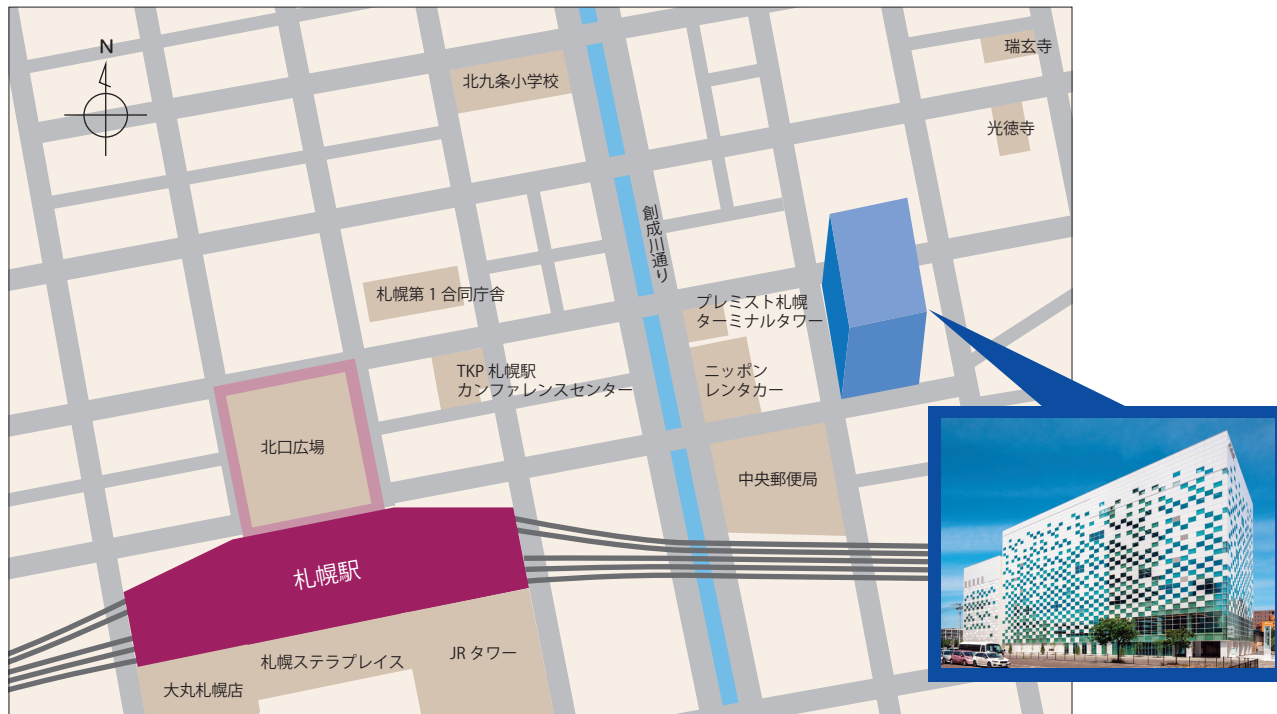 N
瑞玄寺
北九条小学校
光徳寺
創成川通り
札幌第1合同庁舎
プレミスト札幌
ターミナルタワー
TKP 札幌駅
カンファレンスセンター
ニッポン
レンタカー
北口広場
中央郵便局
札幌駅
JR タワー
札幌ステラプレイス
大丸札幌店